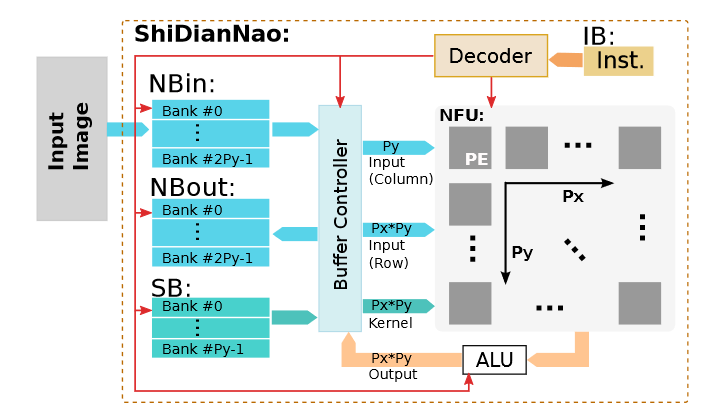 ShiDianNao:
IB:
Decoder
Inst.
Input
Image
NBin:
Bank #0
Bank #2Py-1
NBout:
Bank #0
Bank #2Py-1
SB:
Bank #0
Bank #Py-1
Buffer Controller
Py
Input
(Column)
Px*Py
Input
(Row)
Px*Py
Kernel
NFU:
PE
Px
Py
Px*Py
Output
ALU